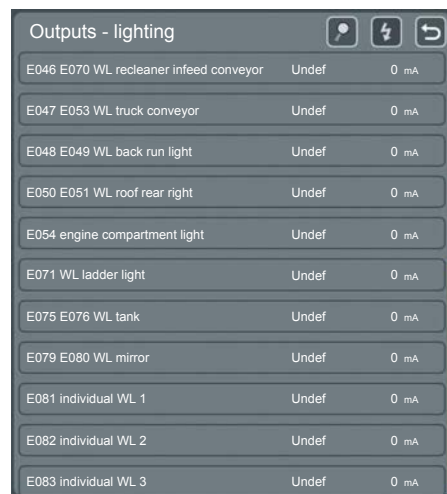 Outputs - lighting
E046 E070 WL recleaner infeed conveyor Undef 0 mA
E047 E053 WL truck conveyor Undef 0 mA
E048 E049 WL back run light Undef 0 mA
E050 E051 WL roof rear right Undef 0 mA
E054 engine compartment light Undef 0 mA
E071 WL ladder light Undef 0 mA
E075 E076 WL tank Undef 0 mA
E079 E080 WL mirror Undef 0 mA
E081 individual WL 1 Undef 0 mA
E082 individual WL 2 Undef 0 mA
E083 individual WL 3 Undef 0 mA